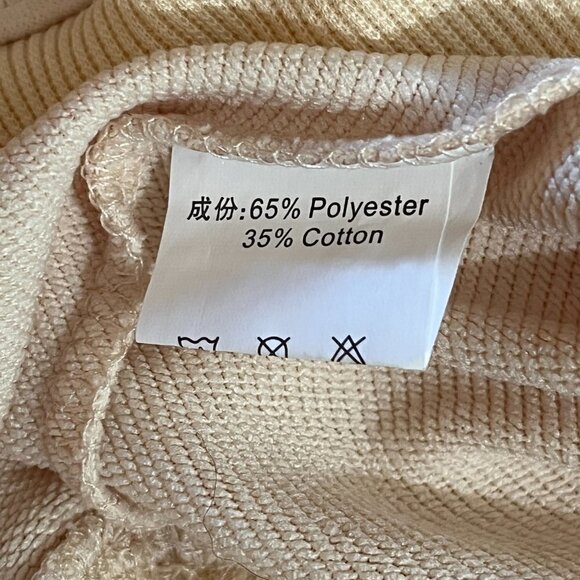 成份:65% Polyester
35% Cotton